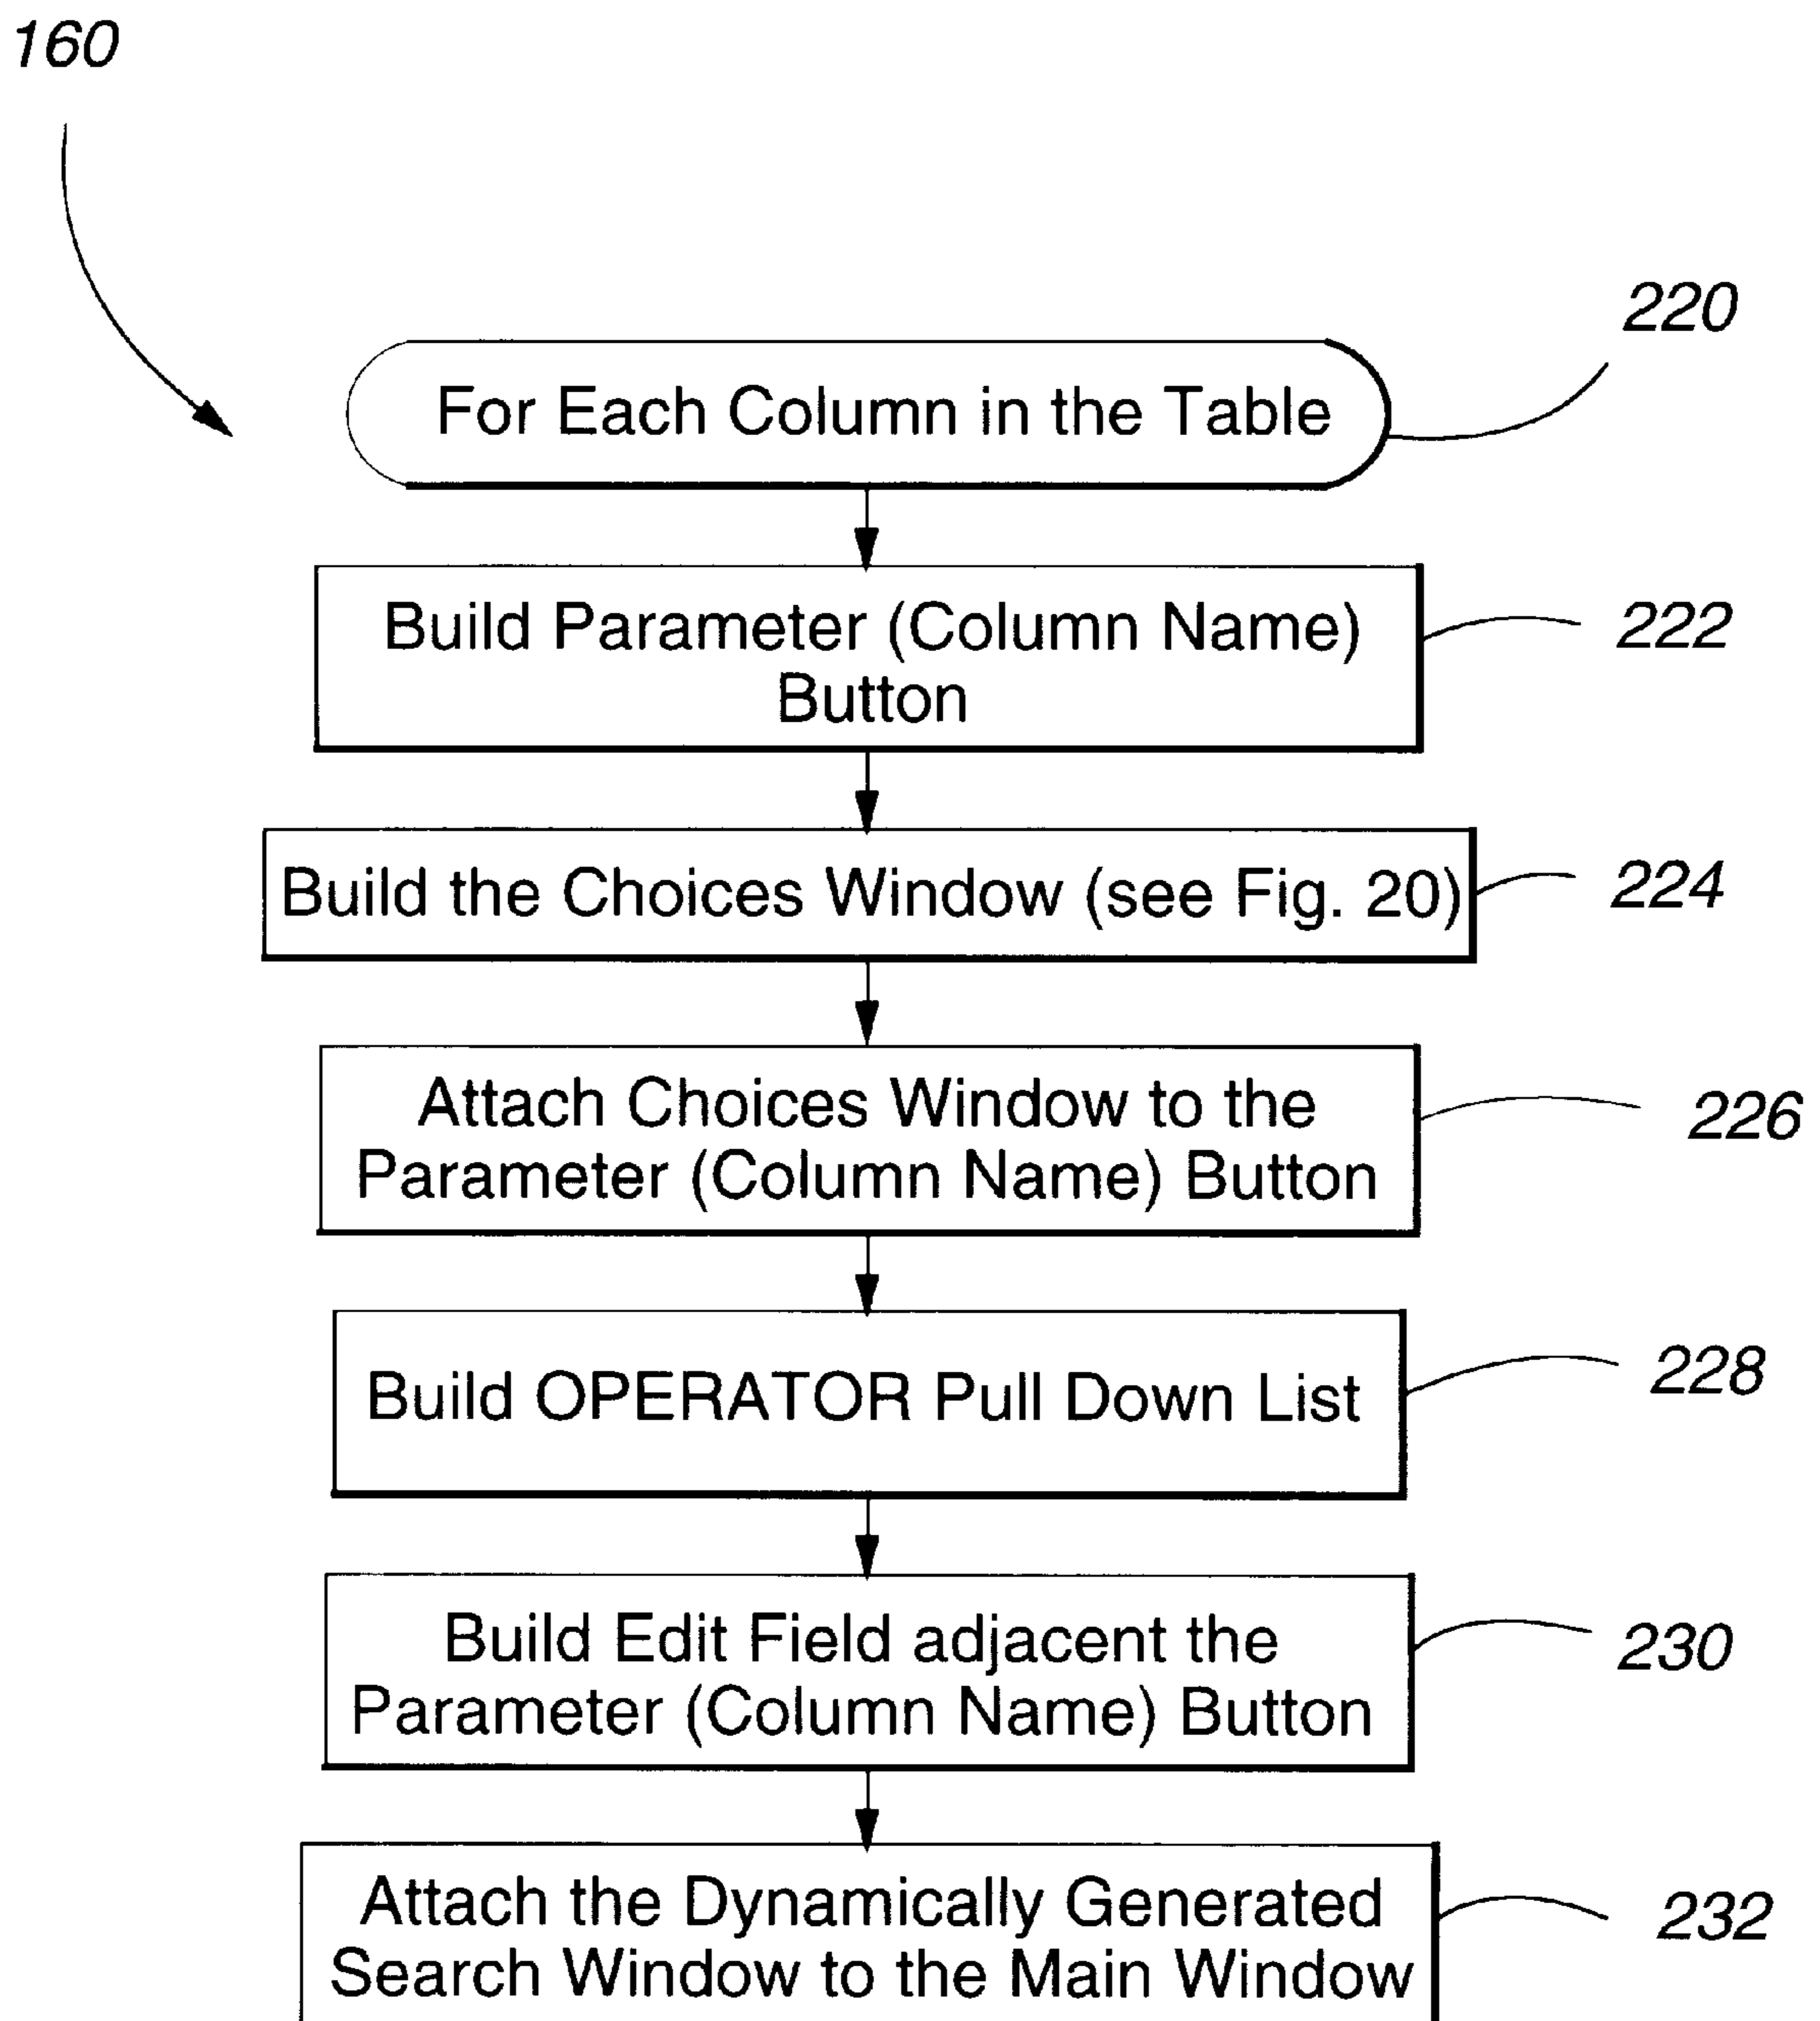 160
220
For Each Column in the Table
Build Parameter (Column Name)
Button
222
Build the Choices Window (see Fig. 20)
224
Attach Choices Window to the
Parameter (Column Name) Button
226
Build OPERATOR Pull Down List
228
Build Edit Field adjacent the
Parameter (Column Name) Button
230
Attach the Dynamically Generated
Search Window to the Main Window
232